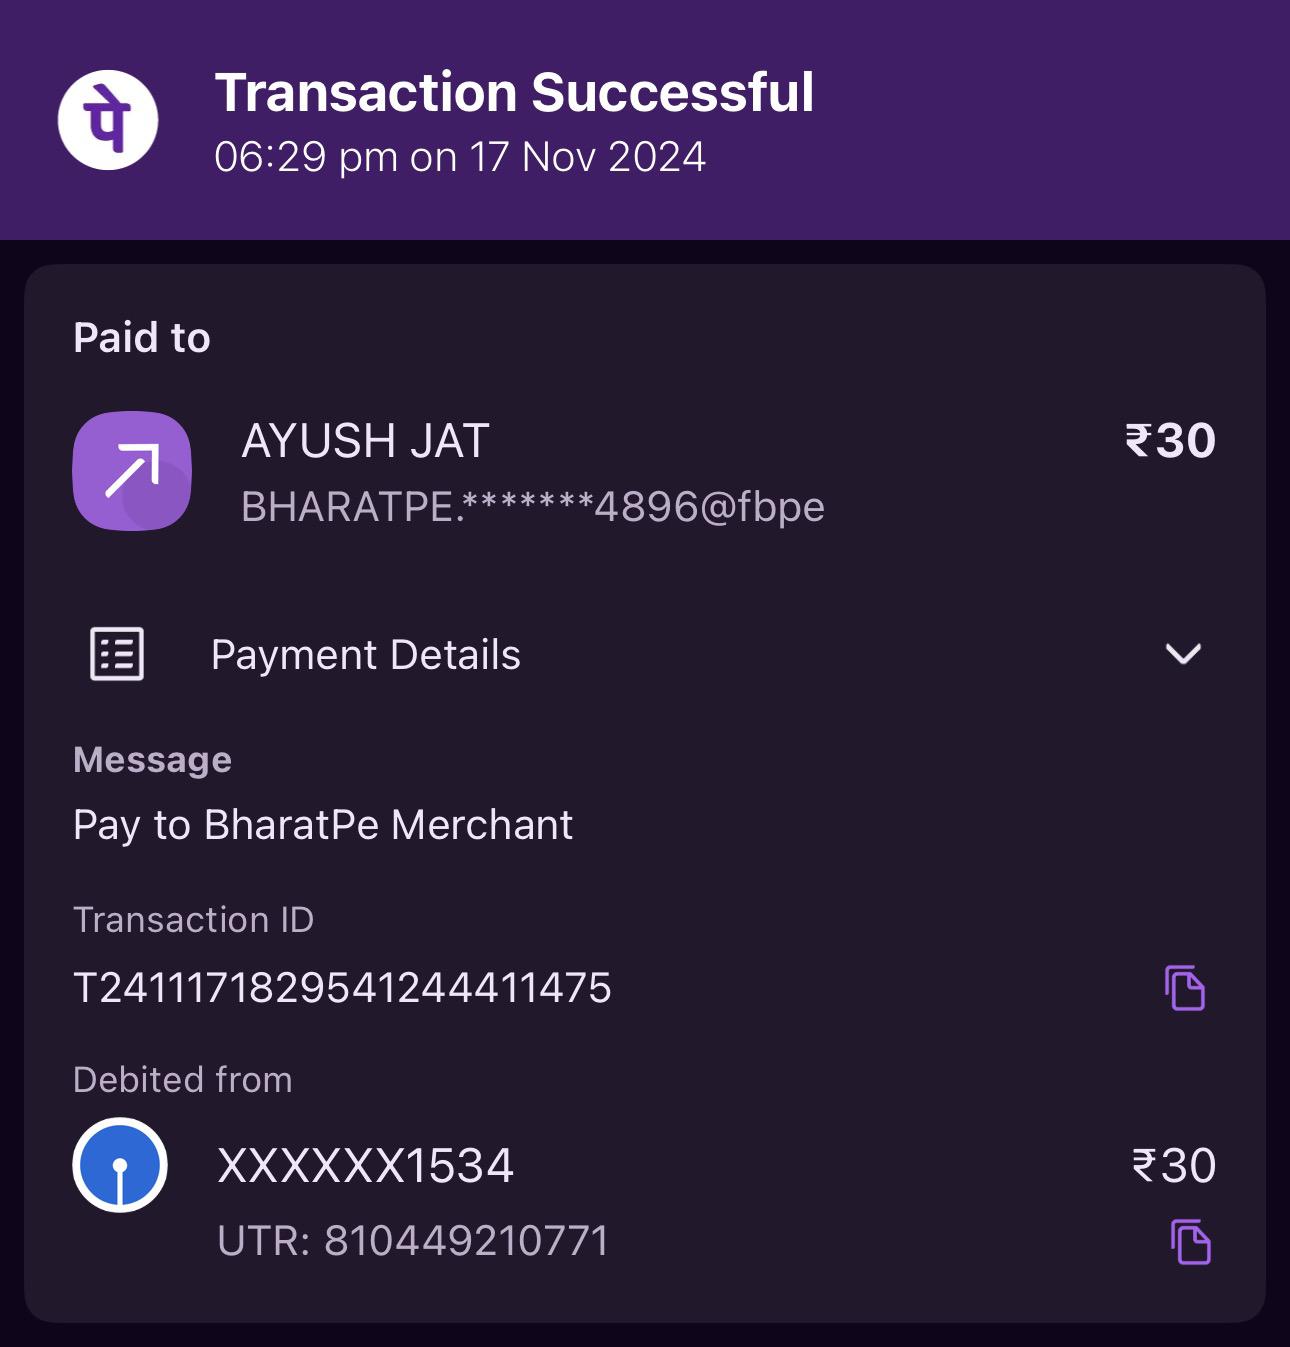 पे
Transaction Successful
06:29 pm on 17 Nov 2024
Paid to
AYUSH JAT ₹30
BHARATPE.*******4896@fbpe
Payment Details
Message
Pay to BharatPe Merchant
Transaction ID
T2411171829541244411475
Debited from
XXXXXX1534 ₹30
UTR: 810449210771